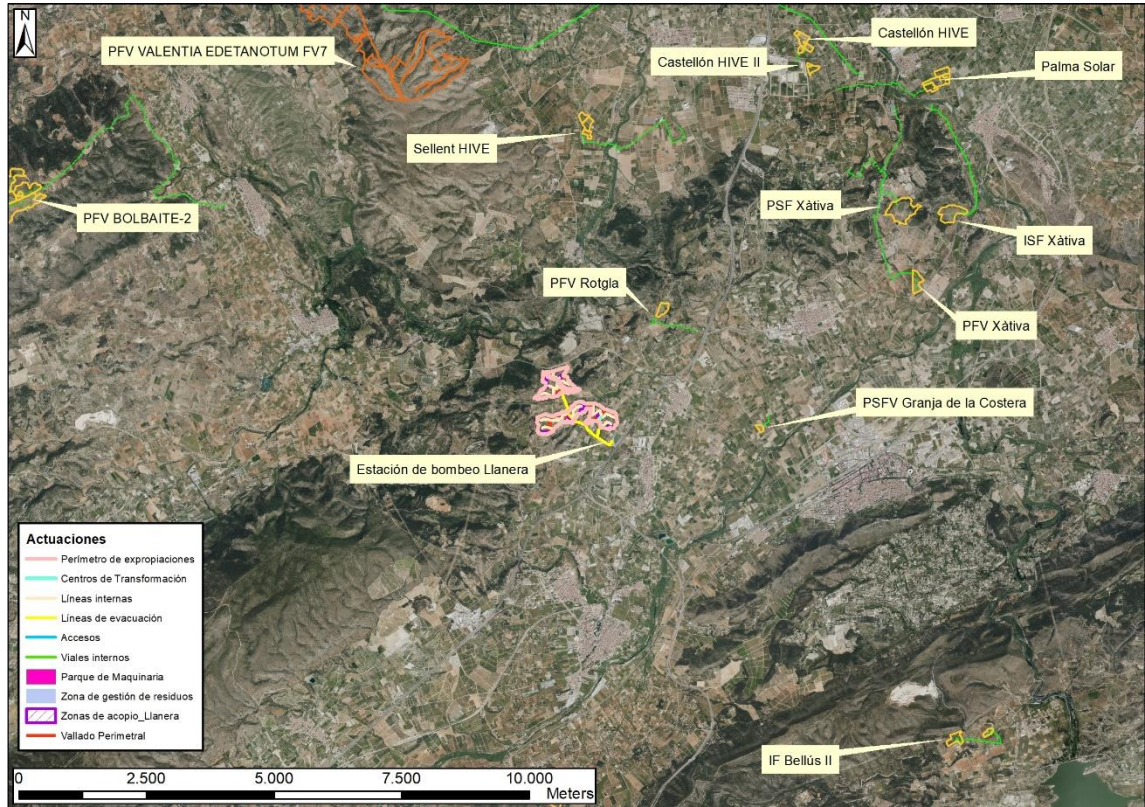 N
PFV VALENTIA EDETANOTUM FV7
Castellón HIVE
Castellón HIVE II
Palma Solar
Sellent HIVE
PFV BOLBAITE-2
PSF Xàtiva
ISF Xàtiva
PFV Rotgla
PFV Xàtiva
PSFV Granja de la Costera
Estación de bombeo Llanera
IF Bellús II
Actuaciones
Perímetro de expropiaciones
Centros de Transformación
Líneas internas
Líneas de evacuación
Accesos
Viales internos
Parque de Maquinaria
Zona de gestión de residuos
Zonas de acopio_Llanera
Vallado Perimetral
0 2.500 5.000 7.500 10.000
Meters